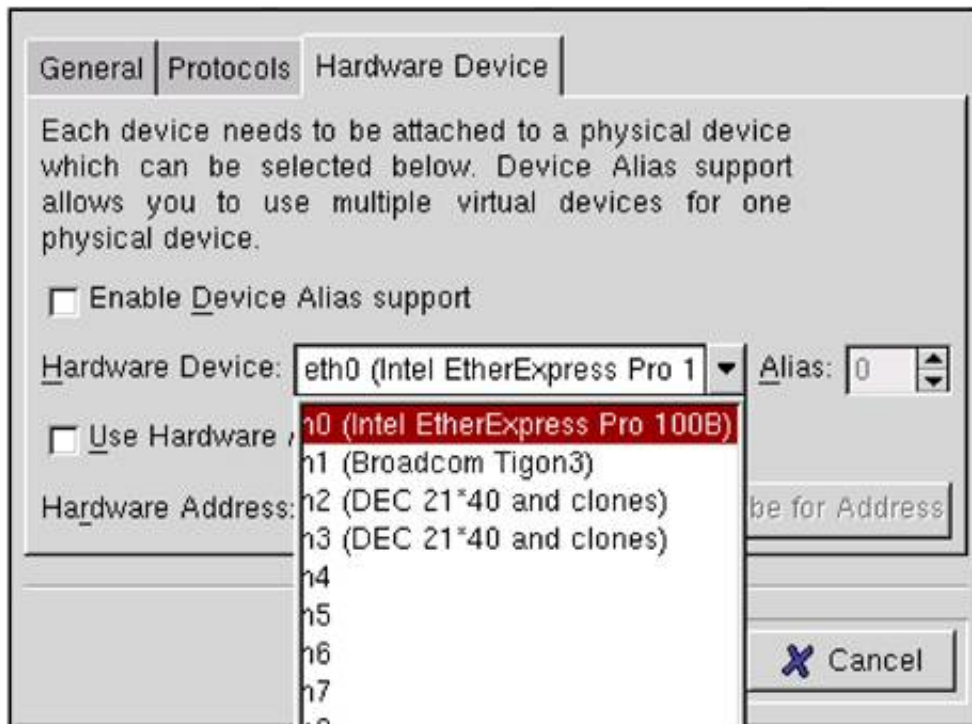 General Protocols Hardware Device
Each device needs to be attached to a physical device
which can be selected below. Device Alias support
allows you to use multiple virtual devices for one
physical device.
Enable Device Alias support
Hardware Device: eth0 (Intel EtherExpress Pro 1 Alias: 0
h0 (Intel EtherExpress Pro 100B)
Use Hardware
h1 (Broadcom Tigon3)
h2 (DEC 21*40 and clones)
Hardware Address: be for Address
h3 (DEC 21*40 and clones)
h4
h5
h6
Cancel
h7